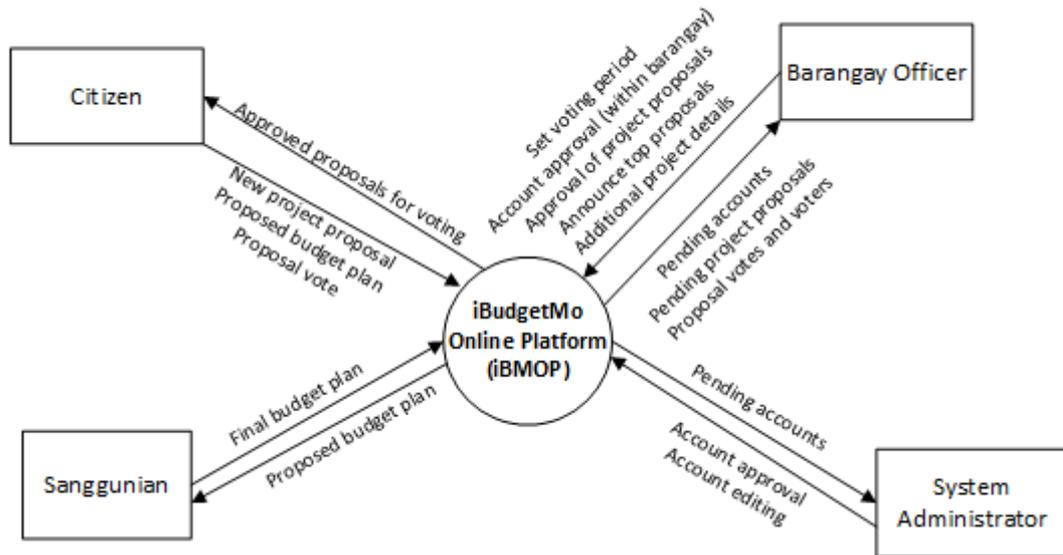 Citizen
Approved proposals for voting
New project proposal
Proposed budget plan
Proposal vote
Set voting period
Account approval (within barangay)
Approval of project proposals
Announce top proposals
Additional project details
Barangay Officer
Pending accounts
Pending project proposals
Proposal votes and voters
iBudgetMo
Online Platform
(iBMOP)
Final budget plan
Proposed budget plan
Sanggunian
Pending accounts
Account approval
Account editing
System
Administrator